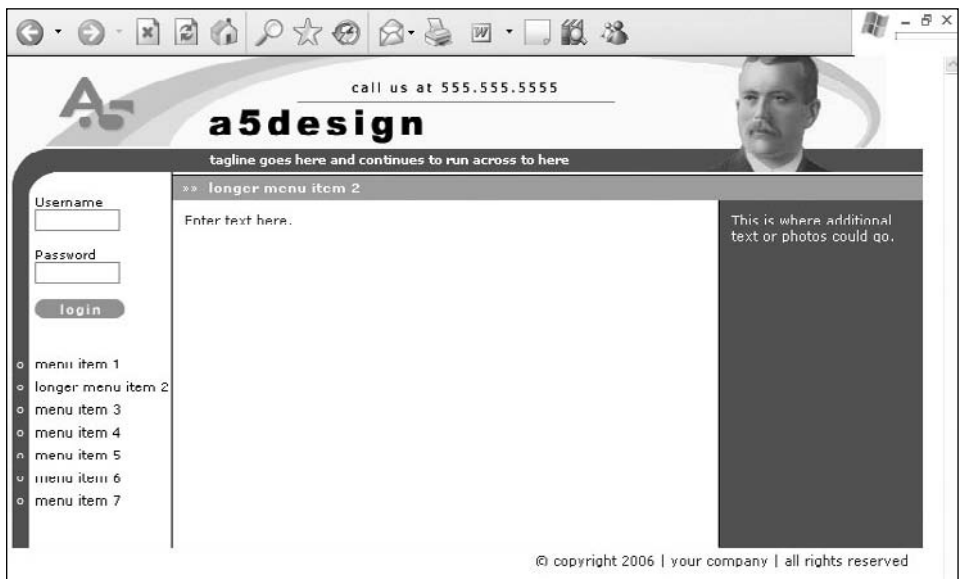 A5
call us at 555.555.5555
a5design
tagline goes here and continues to run across to here
»» longer menu item 2
Username
Password
login
Enter text here.
This is where additional
text or photos could go.
menu item 1
longer menu item 2
menu item 3
menu item 4
menu item 5
menu item 6
menu item 7
© copyright 2006 | your company | all rights reserved